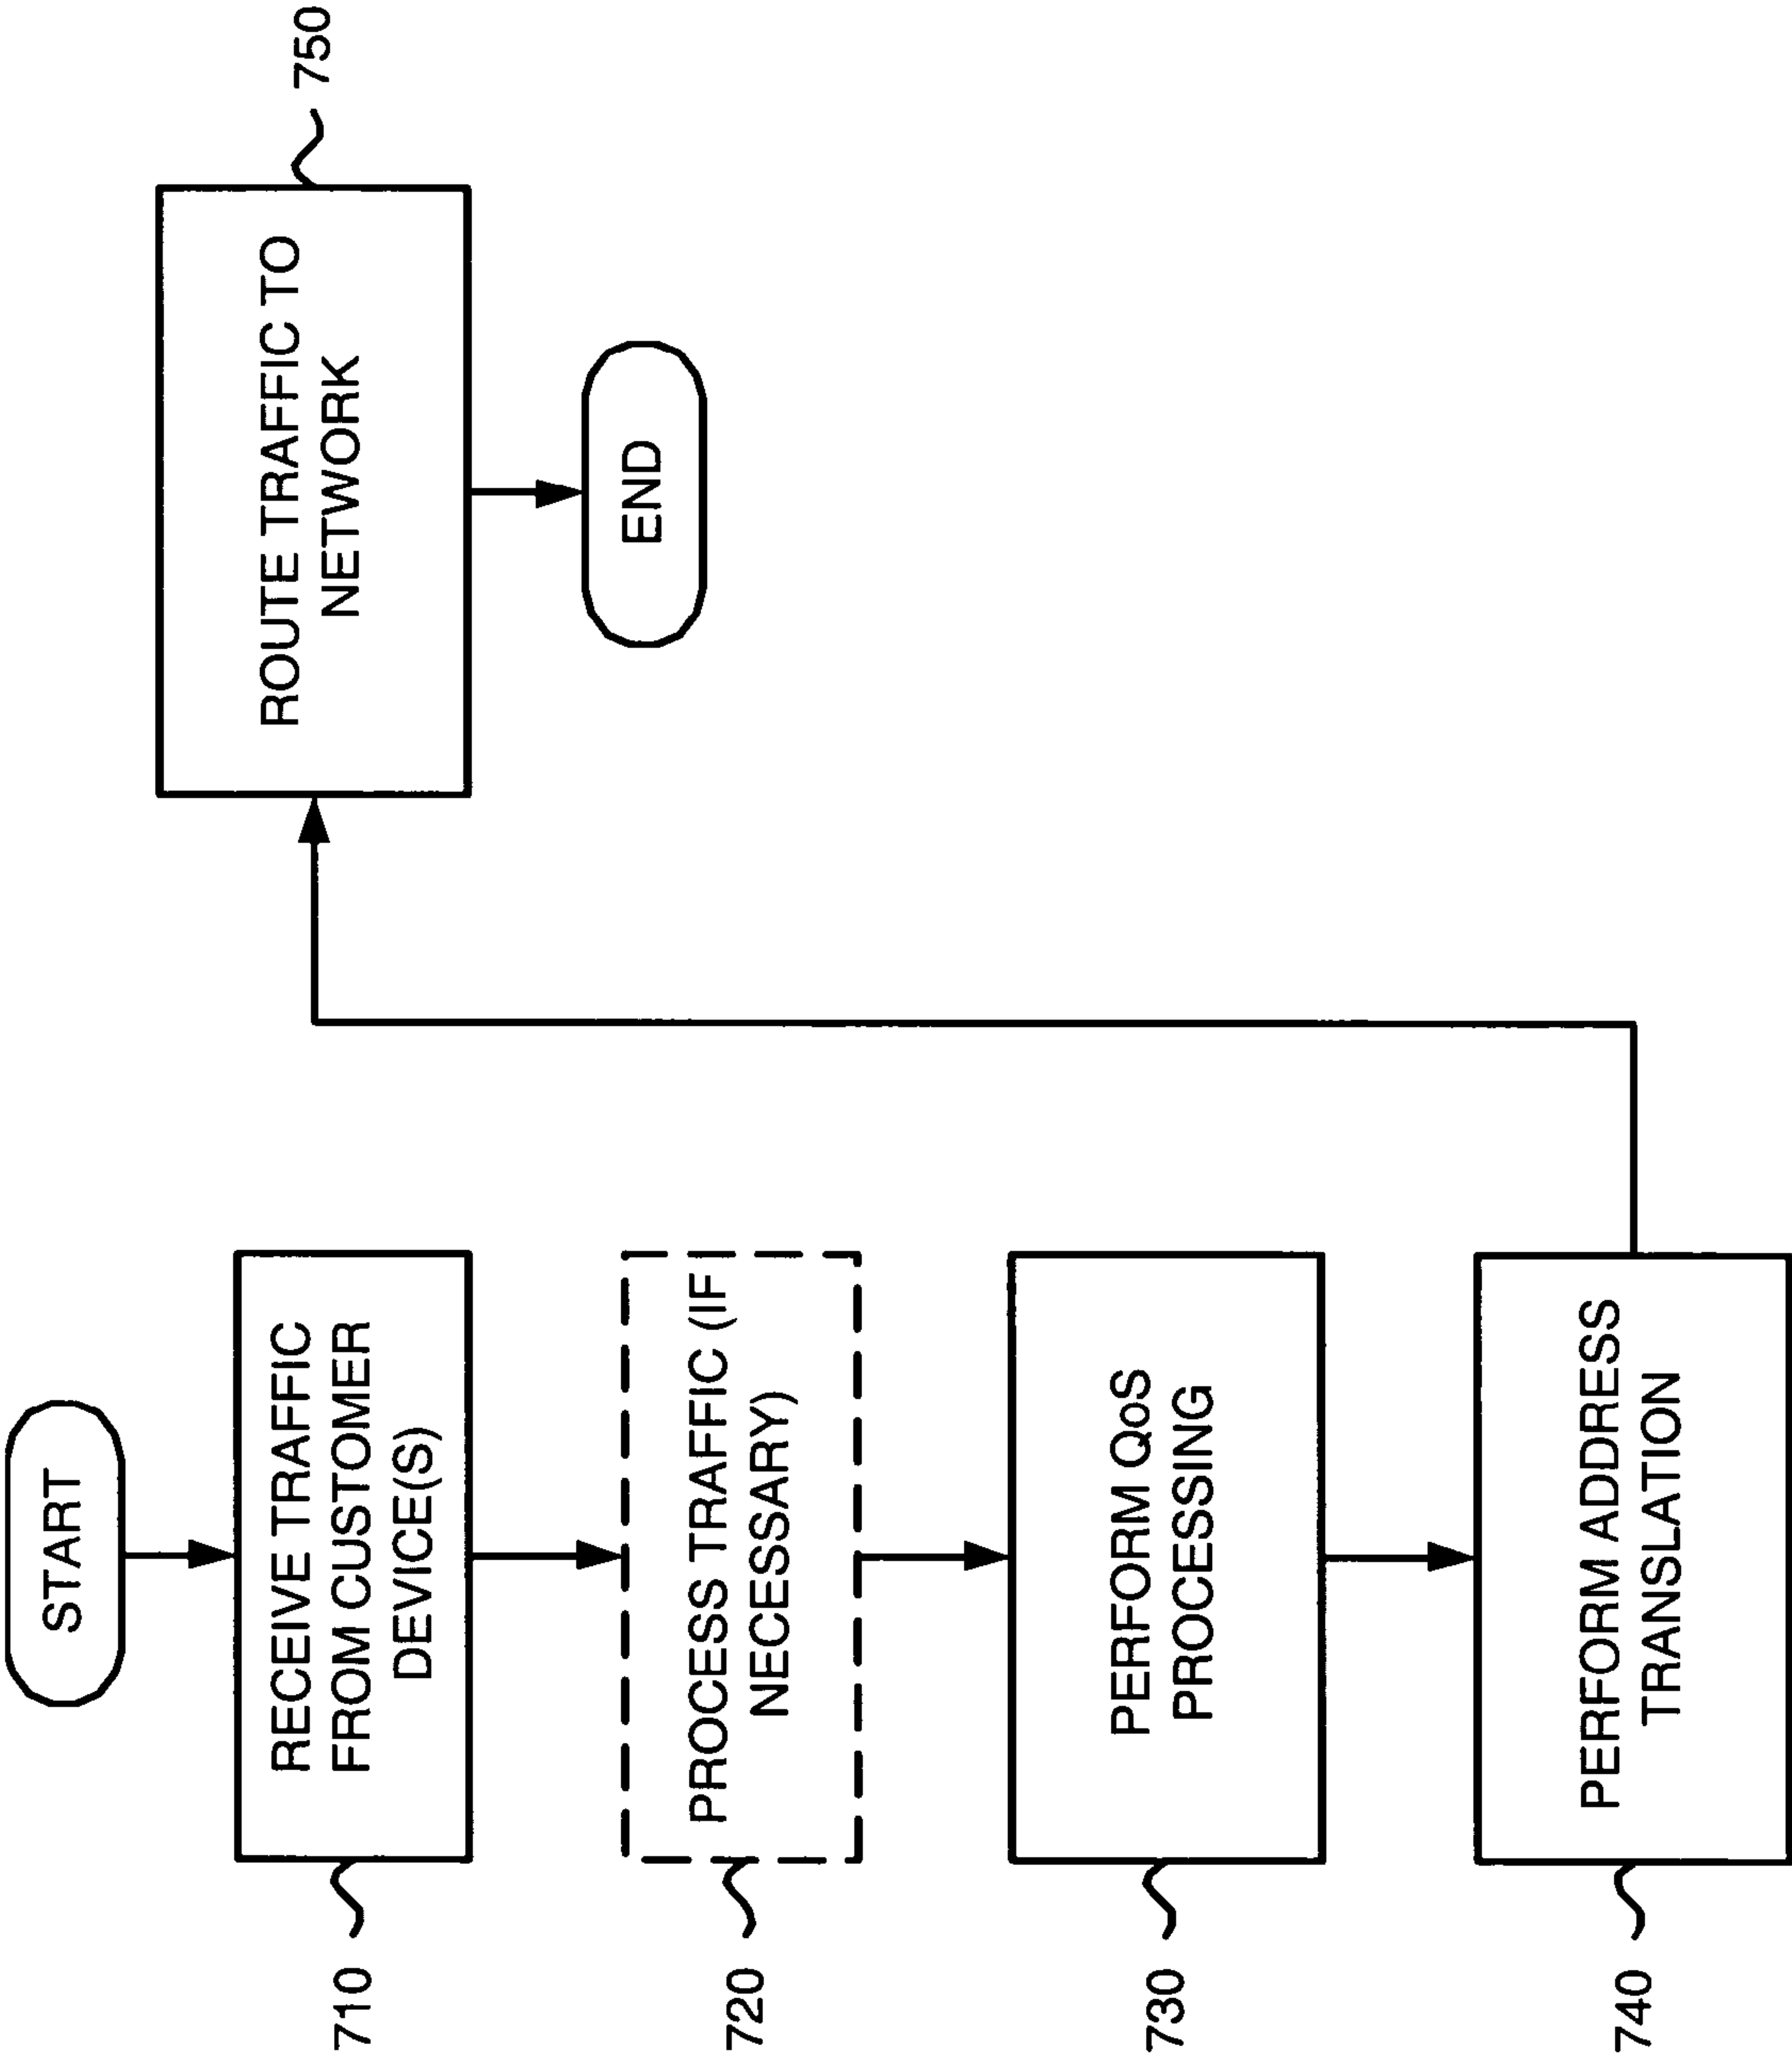 START
710
RECEIVE TRAFFIC
FROM CUSTOMER
DEVICE(S)
720
PROCESS TRAFFIC (IF
NECESSARY)
730
PERFORM QoS
PROCESSING
740
PERFORM ADDRESS
TRANSLATION
750
ROUTE TRAFFIC TO
NETWORK
END